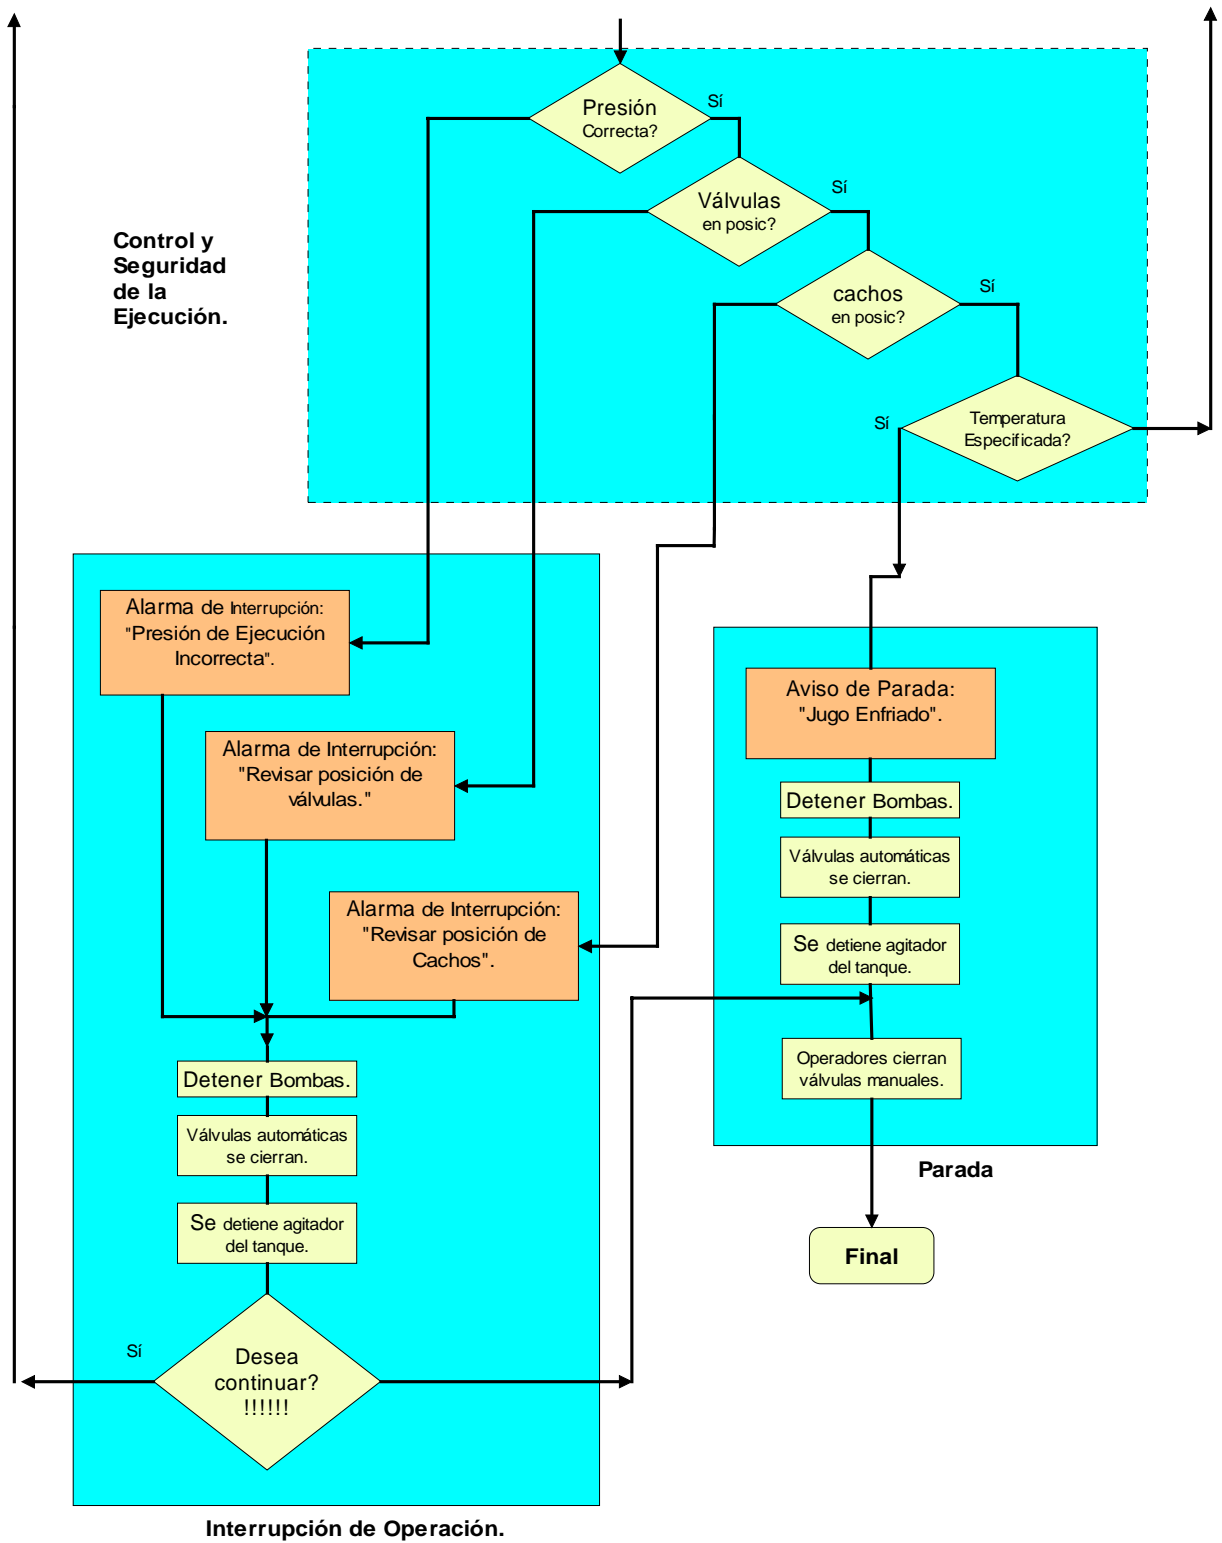 Presión
Correcta?
Sí
Válvulas
en posic?
Sí
cachos
en posic?
Sí
Temperatura
Especificada?
Sí
Control y
Seguridad
de la
Ejecución.
Alarma de Interrupción:
"Presión de Ejecución
Incorrecta".
Alarma de Interrupción:
"Revisar posición de
válvulas."
Alarma de Interrupción:
"Revisar posición de
Cachos".
Detener Bombas.
Válvulas automáticas
se cierran.
Se detiene agitador
del tanque.
Desea
continuar?
!!!!!!
Sí
Interrupción de Operación.
Aviso de Parada:
"Jugo Enfriado".
Detener Bombas.
Válvulas automáticas
se cierran.
Se detiene agitador
del tanque.
Operadores cierran
válvulas manuales.
Parada
Final